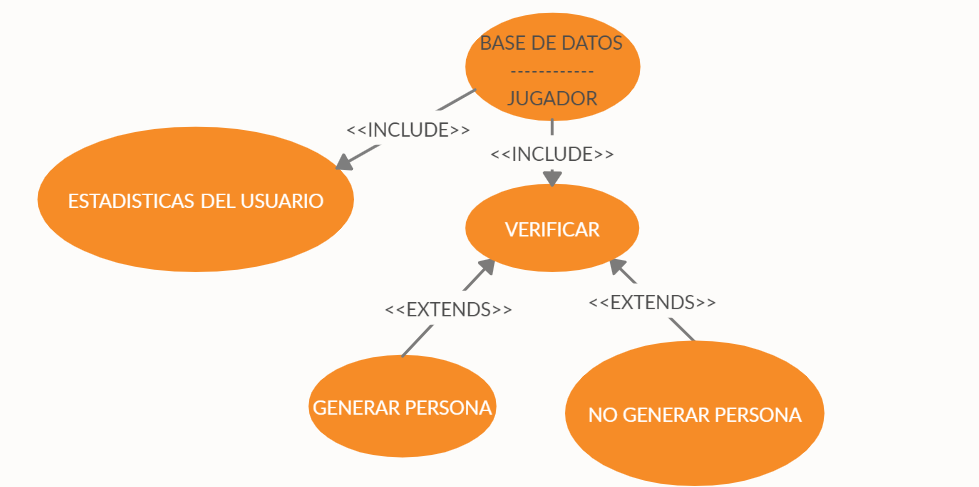 BASE DE DATOS
------------
JUGADOR
<<INCLUDE>>
<<INCLUDE>>
ESTADISTICAS DEL USUARIO
VERIFICAR
<<EXTENDS>>
<<EXTENDS>>
GENERAR PERSONA
NO GENERAR PERSONA